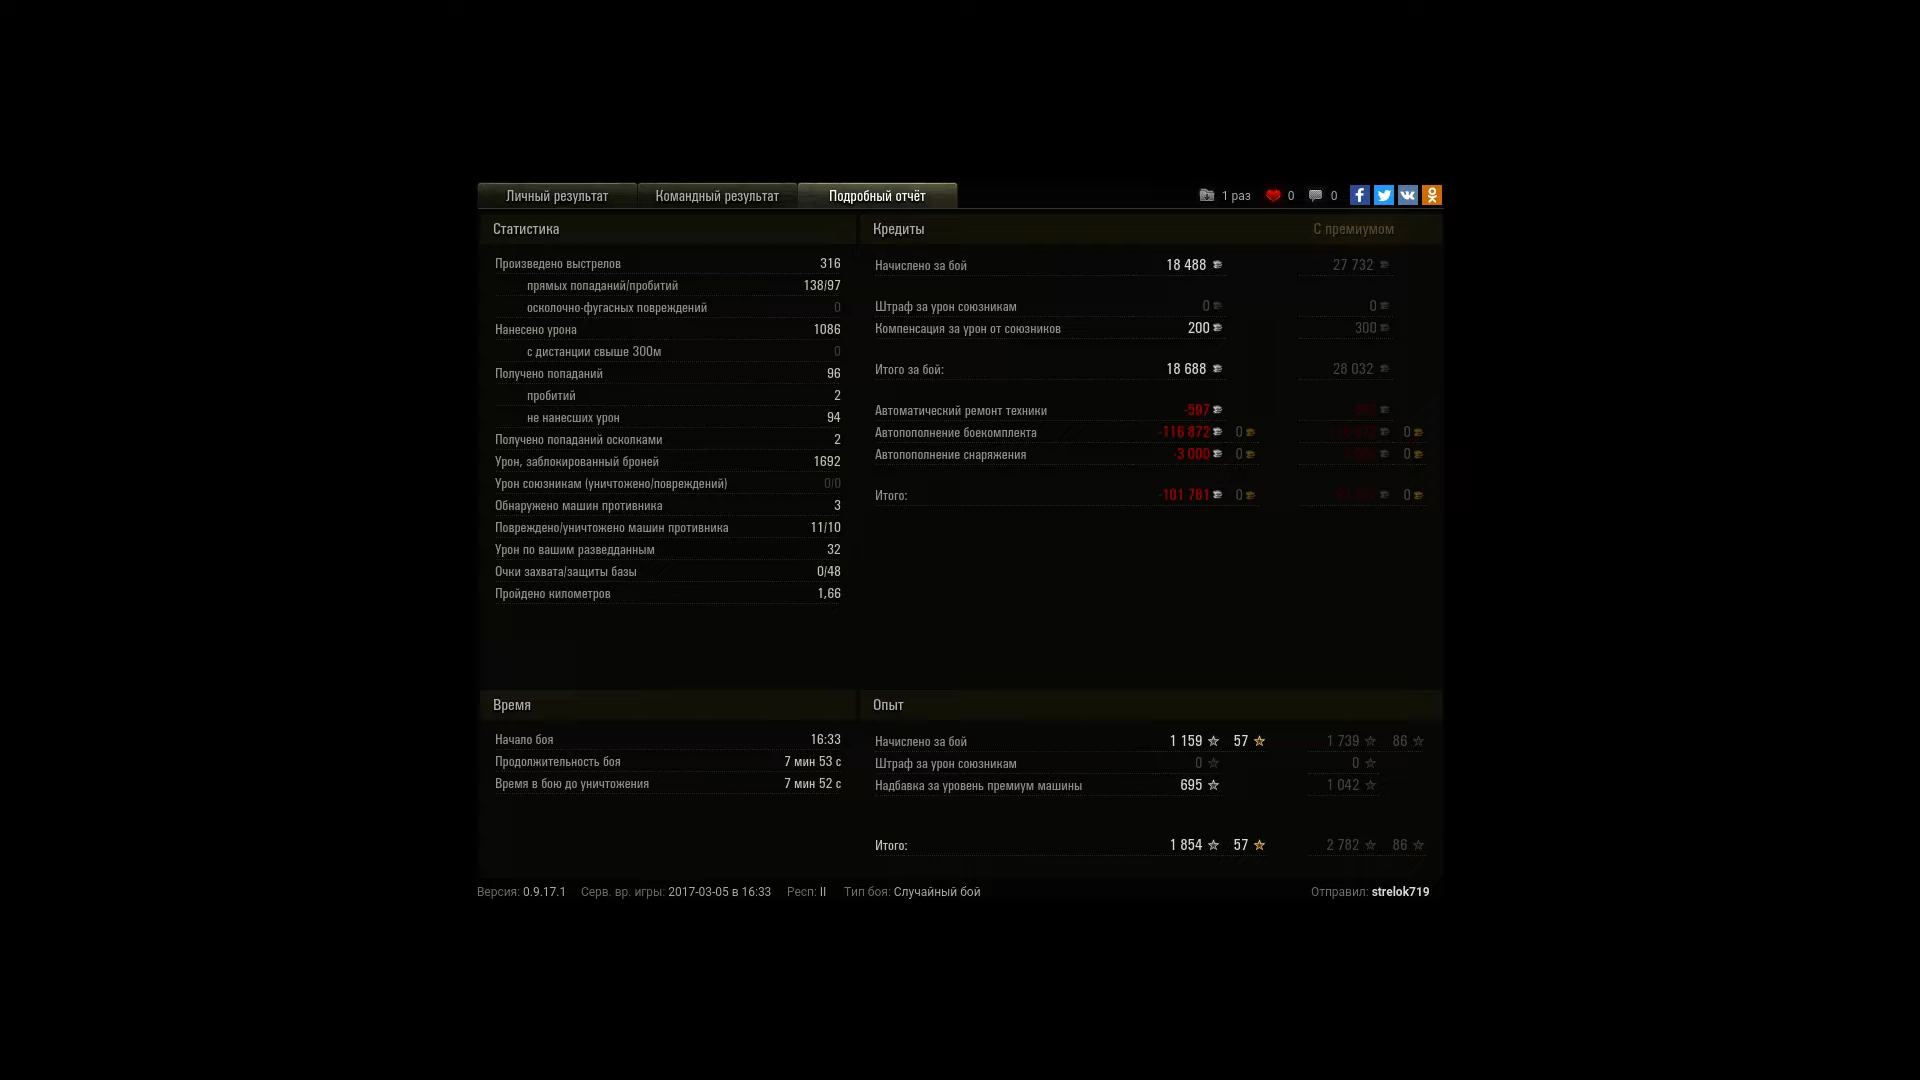 Личный результат Командный результат Подробный отчёт 1 раз 0 0
Статистика
Произведено выстрелов 316
прямых попаданий/пробитий 138/97
осколочно-фугасных повреждений 0
Нанесено урона 1086
с дистанции свыше 300м 0
Получено попаданий 96
пробитий 2
не нанесших урон 94
Получено попаданий осколками 2
Урон, заблокированный броней 1692
Урон союзникам (уничтожено/повреждений) 0/0
Обнаружено машин противника 3
Повреждено/уничтожено машин противника 11/10
Урон по вашим разведданным 32
Очки захвата/защиты базы 0/48
Пройдено километров 1,66
Кредиты С премиумом
Начислено за бой 18 488 27 732
Штраф за урон союзникам 0 0
Компенсация за урон от союзников 200 300
Итого за бой: 18 688 28 032
Автоматический ремонт техники -597
Автопополнение боекомплекта -116 872 0 0
Автопополнение снаряжения -3 000 0 0
Итого: -101 781 0 0
Время
Начало боя 16:33
Продолжительность боя 7 мин 53 с
Время в бою до уничтожения 7 мин 52 с
Опыт
Начислено за бой 1 159 57 1 739 86
Штраф за урон союзникам 0 0
Надбавка за уровень премиум машины 695 1 042
Итого: 1 854 57 2 782 86
Версия: 0.9.17.1 Серв. вр. игры: 2017-03-05 в 16:33 Респ: II Тип боя: Случайный бой Отправил: strelok719